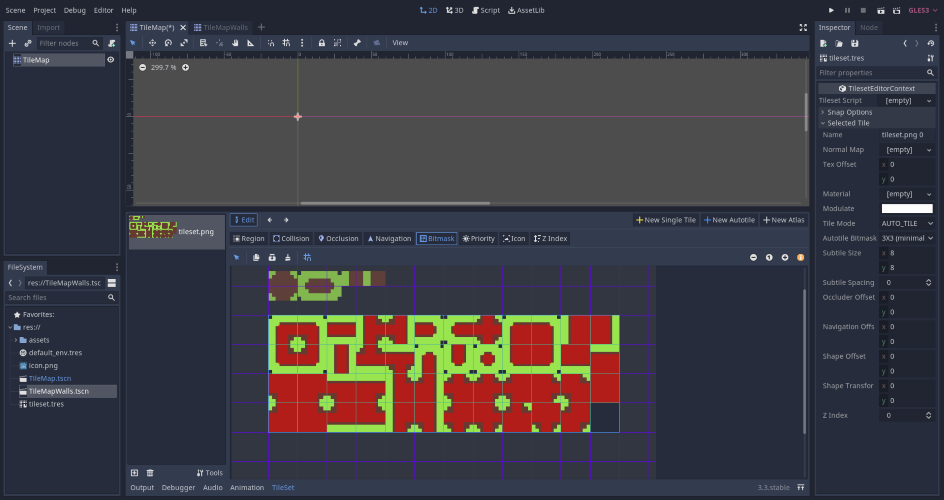 Scene Project Debug Editor Help
2D 3D Script AssetLib
GLES3
Scene Import
TileMap(*) TileMapWalls
Inspector Node
Filter nodes
View
TileMap
tileset.tres
299.7 %
Filter properties
TilesetEditorContext
Tileset Script [empty]
Snap Options
Selected Tile
Name tileset.png 0
Normal Map [empty]
Tex Offset x 0
y 0
Material [empty]
Modulate
Tile Mode AUTO_TILE
Autotile Bitmask 3X3 (minimal
Subtile Size x 8
y 8
Subtile Spacing 0
Occluder Offset x 0
y 0
Navigation Offs x 0
y 0
Shape Offset x 0
y 0
Shape Transfor x 0
y 0
Z Index 0
Edit
New Single Tile New Autotile New Atlas
tileset.png
Region Collision Occlusion Navigation Bitmask Priority Icon Z Index
FileSystem
res://TileMapWalls.tsc
Search files
Favorites:
res://
assets
default_env.tres
icon.png
TileMap.tscn
TileMapWalls.tscn
tileset.tres
Tools
Output Debugger Audio Animation TileSet
3.3.stable